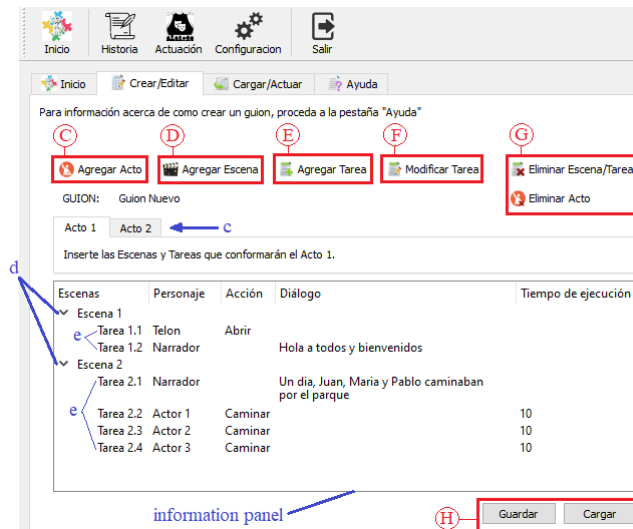 Inicio Historia Actuación Configuracion Salir
Inicio Crear/Editar Cargar/Actuar Ayuda
Para información acerca de como crear un guion, proceda a la pestaña "Ayuda"
C D E F G
Agregar Acto Agregar Escena Agregar Tarea Modificar Tarea Eliminar Escena/Tarea
Eliminar Acto
GUION: Guion Nuevo
Acto 1 Acto 2 c
Inserte las Escenas y Tareas que conformarán el Acto 1.
d
Escenas Personaje Acción Diálogo Tiempo de ejecución
Escena 1
e
Tarea 1.1 Telon Abrir
Tarea 1.2 Narrador Hola a todos y bienvenidos
Escena 2
Tarea 2.1 Narrador Un dia, Juan, Maria y Pablo caminaban
por el parque
e
Tarea 2.2 Actor 1 Caminar 10
Tarea 2.3 Actor 2 Caminar 10
Tarea 2.4 Actor 3 Caminar 10
information panel
H Guardar Cargar